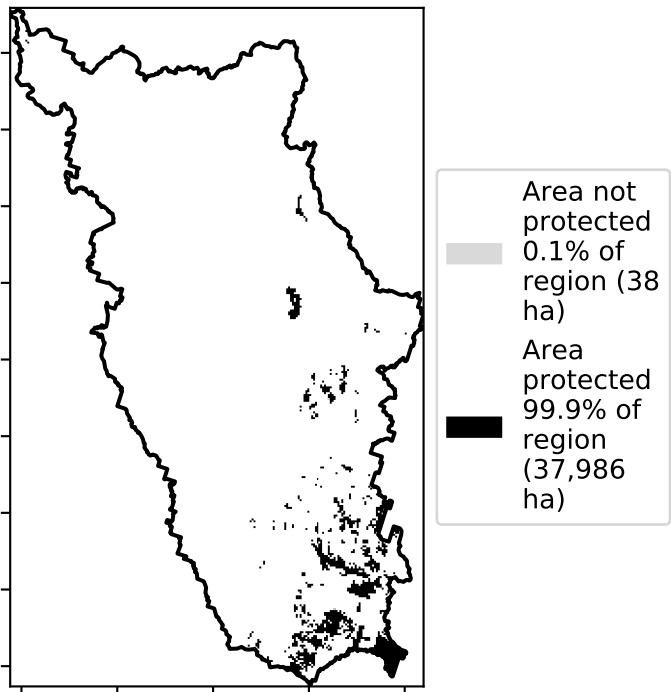 Area not
protected
0.1% of
region (38
ha)
Area
protected
99.9% of
region
(37,986
ha)